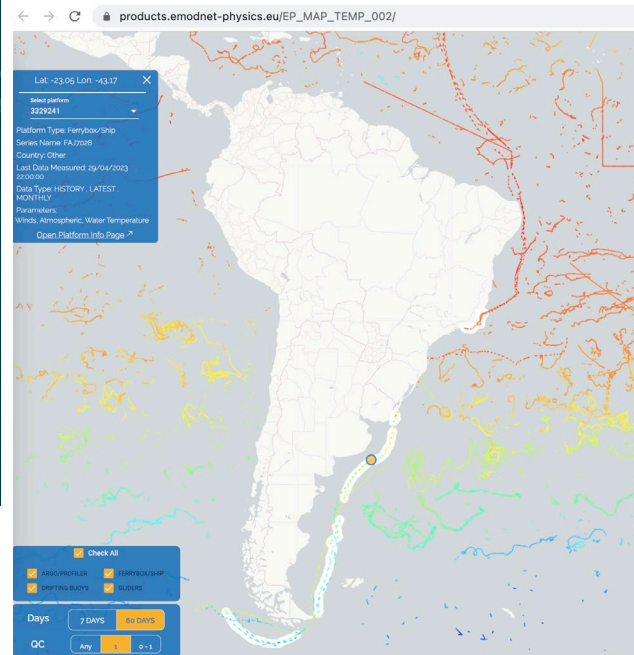 products.emodnet-physics.eu/EP_MAP_TEMP_002/
Lat: -23,05 Lon: -43,17
Select platform
3329241
Platform Type: Ferrybox/Ship
Series Name: FAJ7028
Country: Other
Last Data Measured: 29/04/2023
22:00:00
Data Type: HISTORY , LATEST ,
MONTHLY
Parameters:
Winds, Atmospheric, Water Temperature
Open Platform Info Page
Check All
ARGO/PROFILER
FERRYBOX/SHIP
DRIFTING BUOYS
GLIDERS
Days
7 DAYS
60 DAYS
QC
Any
1
0 - 1